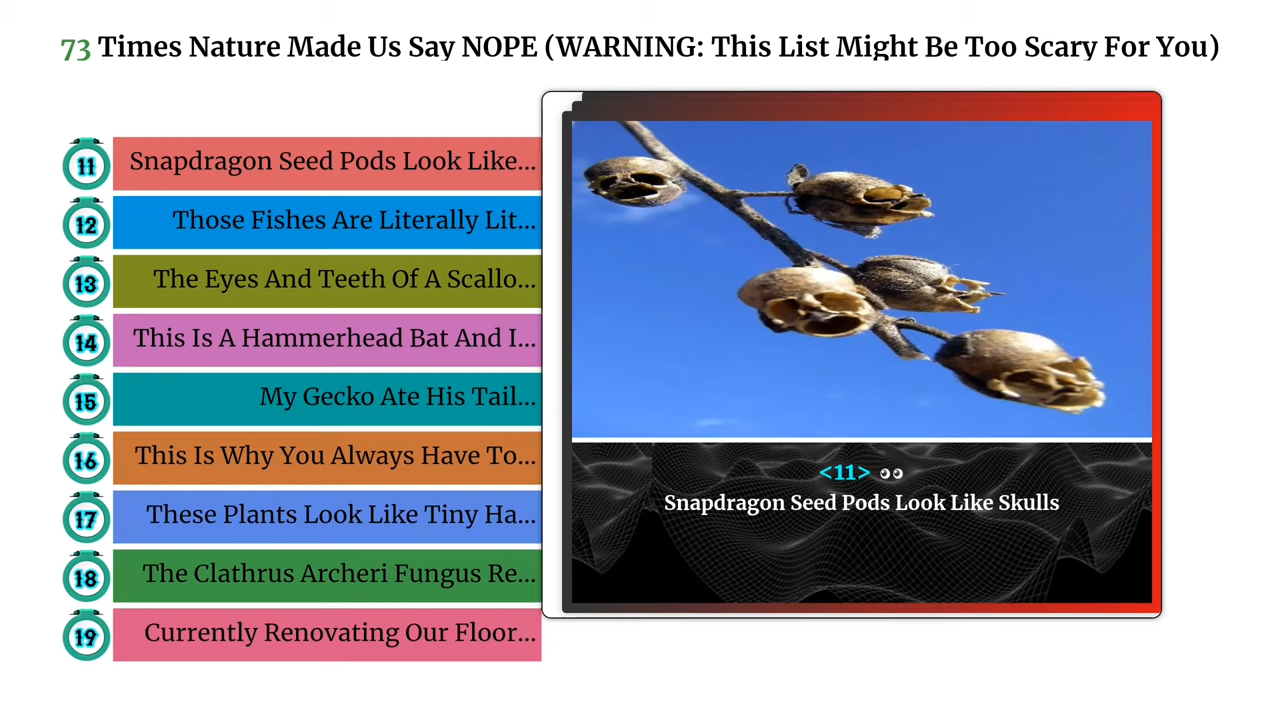 73 Times Nature Made Us Say NOPE (WARNING: This List Might Be Too Scary For You)
11 Snapdragon Seed Pods Look Like...
12 Those Fishes Are Literally Lit...
13 The Eyes And Teeth Of A Scallo...
14 This Is A Hammerhead Bat And I...
15 My Gecko Ate His Tail...
16 This Is Why You Always Have To...
17 These Plants Look Like Tiny Ha...
18 The Clathrus Archeri Fungus Re...
19 Currently Renovating Our Floor...
<11> 👀
Snapdragon Seed Pods Look Like Skulls